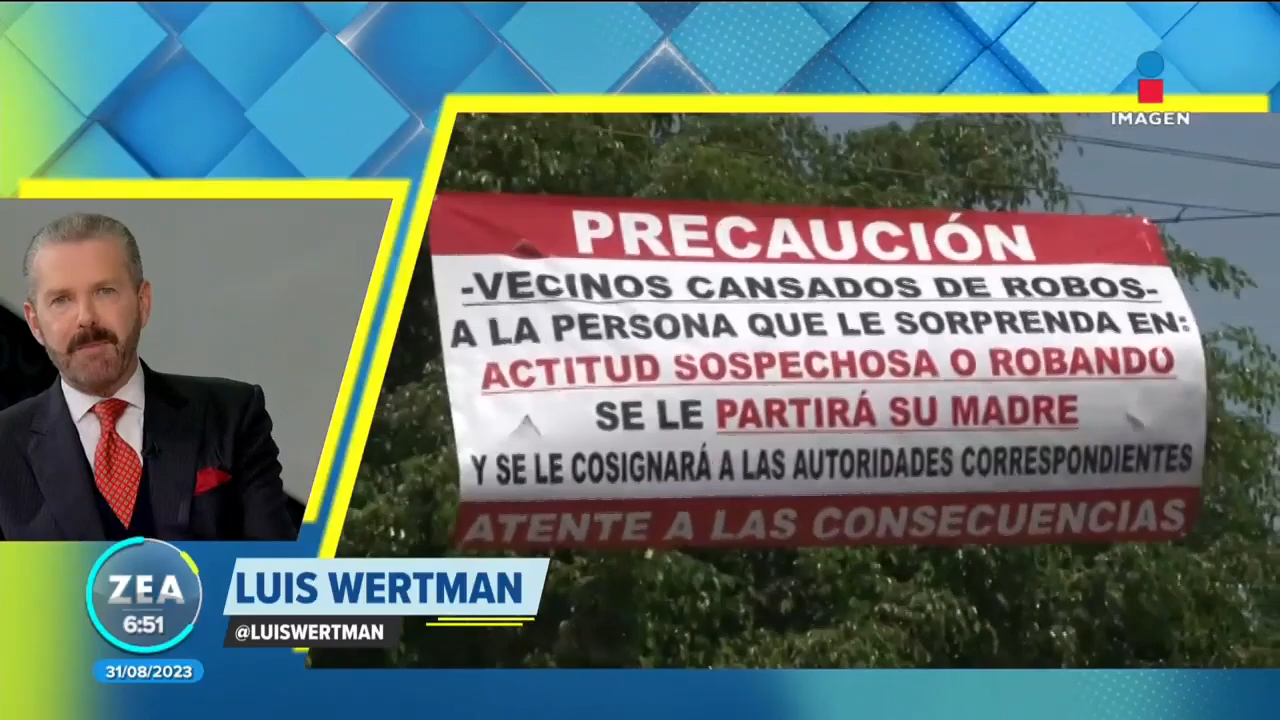 IMAGEN
PRECAUCIÓN
-VECINOS CANSADOS DE ROBOS-
A LA PERSONA QUE LE SORPRENDA EN:
ACTITUD SOSPECHOSA O ROBANDO
SE LE PARTIRÁ SU MADRE
Y SE LE COSIGNARÁ A LAS AUTORIDADES CORRESPONDIENTES
ATENTE A LAS CONSECUENCIAS
ZEA
6:51
31/08/2023
LUIS WERTMAN
@LUISWERTMAN